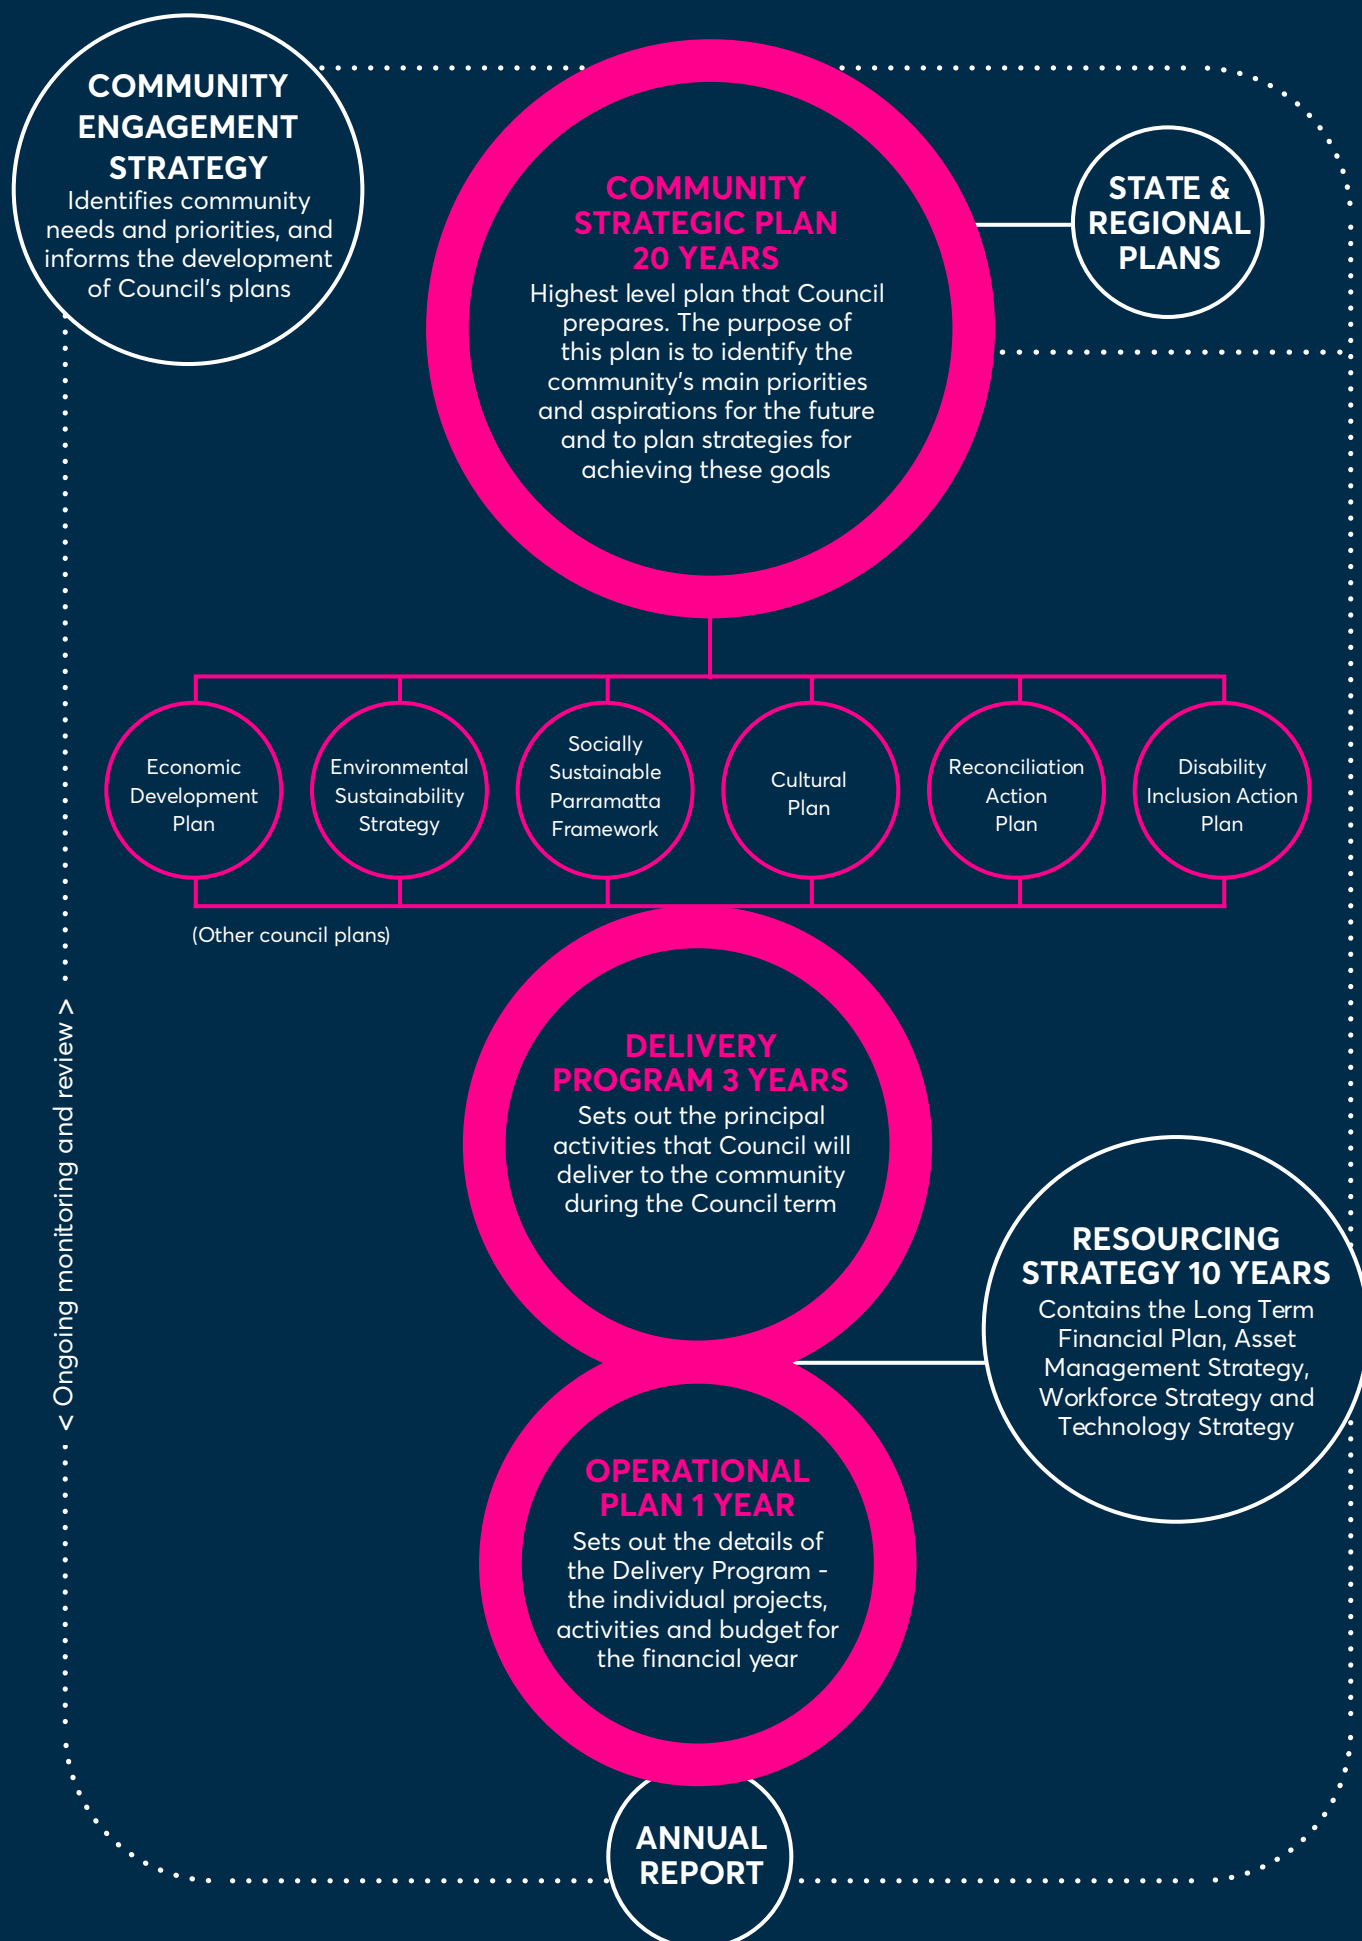 COMMUNITY
ENGAGEMENT
STRATEGY
Identifies community
needs and priorities, and
informs the development
of Council's plans
COMMUNITY
STRATEGIC PLAN
20 YEARS
Highest level plan that Council
prepares. The purpose of
this plan is to identify the
community's main priorities
and aspirations for the future
and to plan strategies for
achieving these goals
STATE &
REGIONAL
PLANS
Economic
Development
Plan
Environmental
Sustainability
Strategy
Socially
Sustainable
Parramatta
Framework
Cultural
Plan
Reconciliation
Action
Plan
Disability
Inclusion Action
Plan
(Other council plans)
< Ongoing monitoring and review >
DELIVERY
PROGRAM 3 YEARS
Sets out the principal
activities that Council will
deliver to the community
during the Council term
RESOURCING
STRATEGY 10 YEARS
Contains the Long Term
Financial Plan, Asset
Management Strategy,
Workforce Strategy and
Technology Strategy
OPERATIONAL
PLAN 1 YEAR
Sets out the details of
the Delivery Program -
the individual projects,
activities and budget for
the financial year
ANNUAL
REPORT